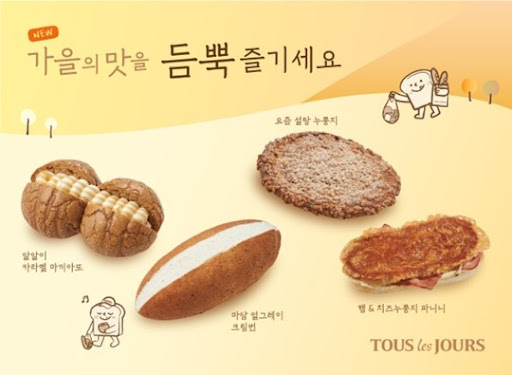 NEW
가을의 맛을 듬뿍 즐기세요
요즘 설탕 누룽지
알알이
카라멜 마끼아또
마담 얼그레이
크림번
햄 & 치즈누룽지 파니니
TOUS les JOURS